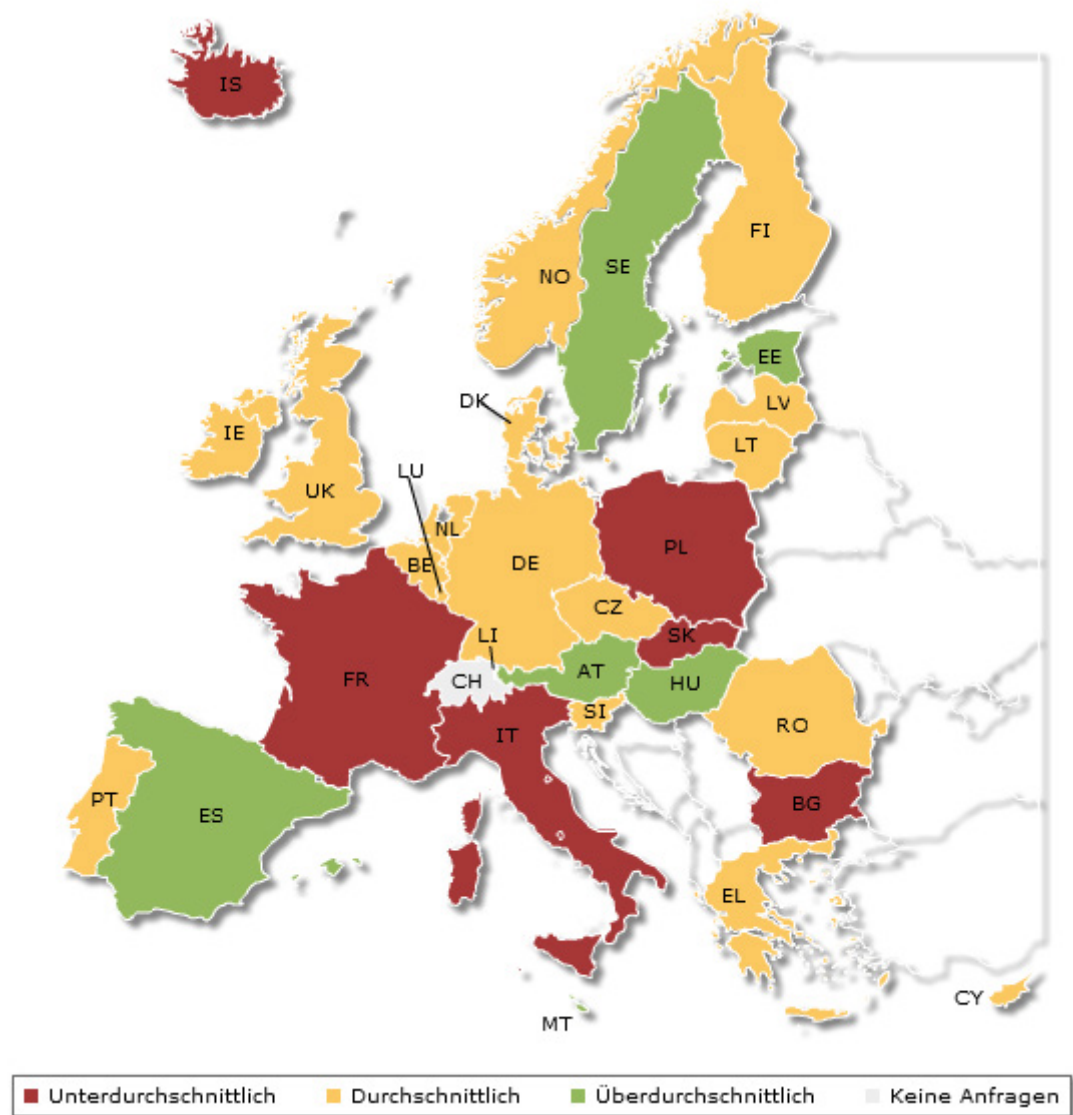 IS
FI
NO
SE
EE
DK
LV
IE
LT
LU
UK
NL
PL
BE
DE
CZ
SK
LI
AT
FR
CH
HU
SI
IT
RO
PT
ES
BG
EL
CY
MT
Unterdurchschnittlich Durchschnittlich Überdurchschnittlich Keine Anfragen